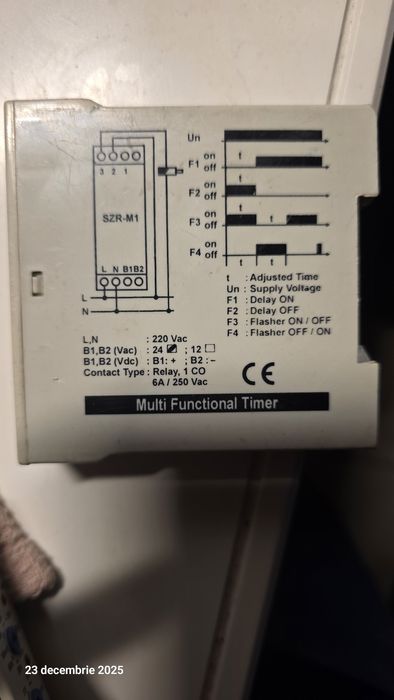 Un
on
F1 off
t
on
F2 off
t
on
F3 off
t
t
on
F4 off
t
t
3 2 1
SZR-M1
L N B1B2
L
N
t : Adjusted Time
Un : Supply Voltage
F1 : Delay ON
F2 : Delay OFF
F3 : Flasher ON / OFF
F4 : Flasher OFF / ON
L,N : 220 Vac
B1,B2 (Vac) : 24 ; 12
B1,B2 (Vdc) : B1: + ; B2 : -
Contact Type : Relay, 1 CO
6A / 250 Vac
CE
Multi Functional Timer
23 decembrie 2025